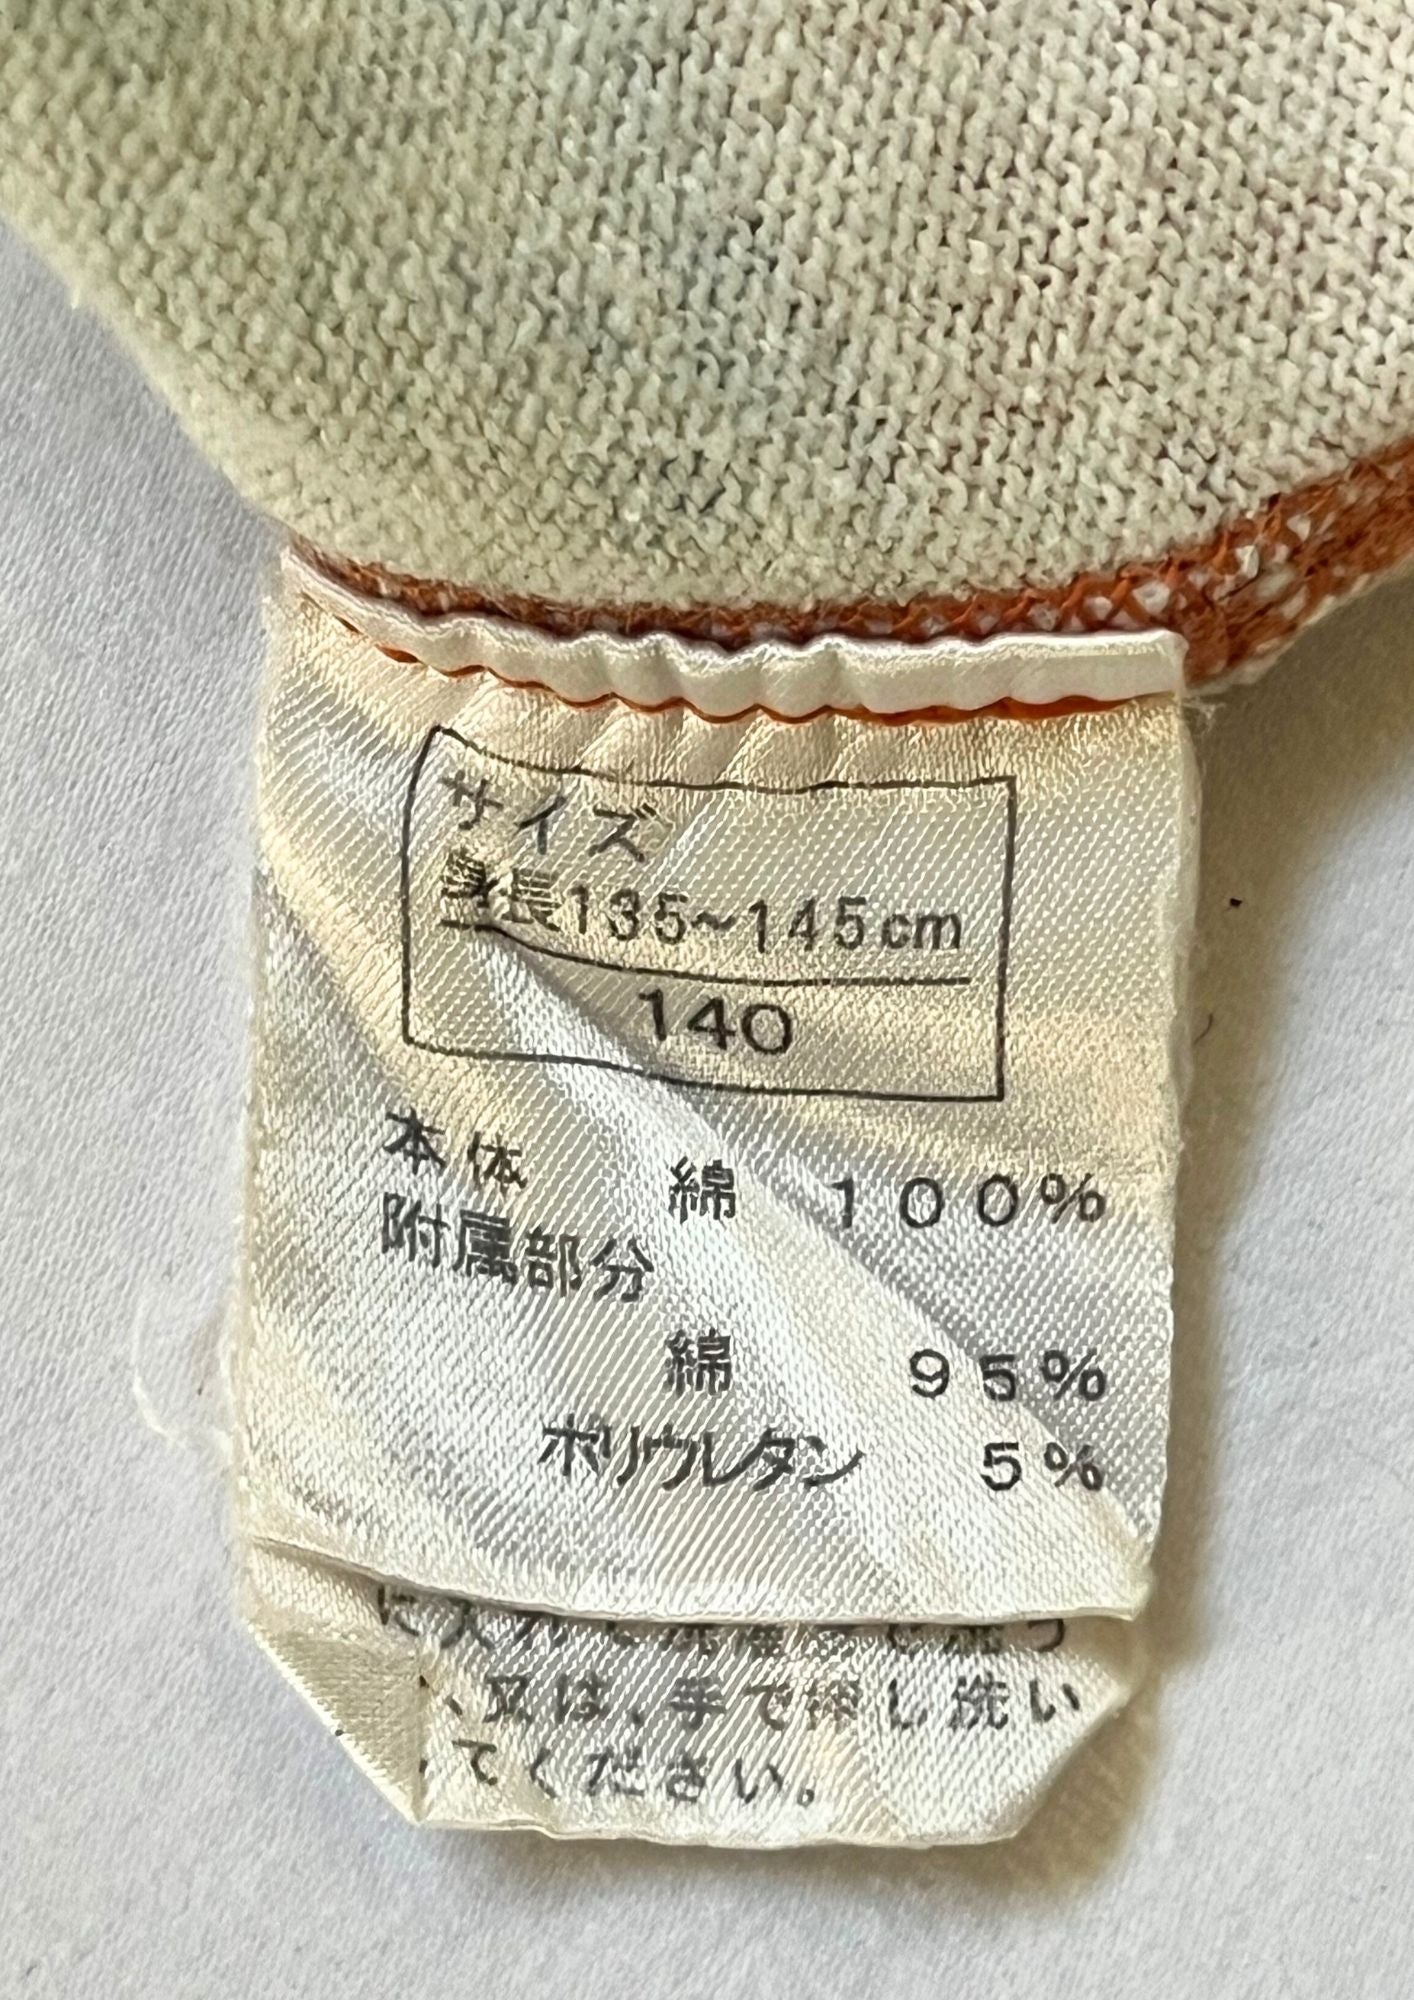 サイズ
身長135~145cm
140
本体 綿 100%
附属部分
綿 95%
ポリウレタン 5%
、又は、手で押し洗い
てください。